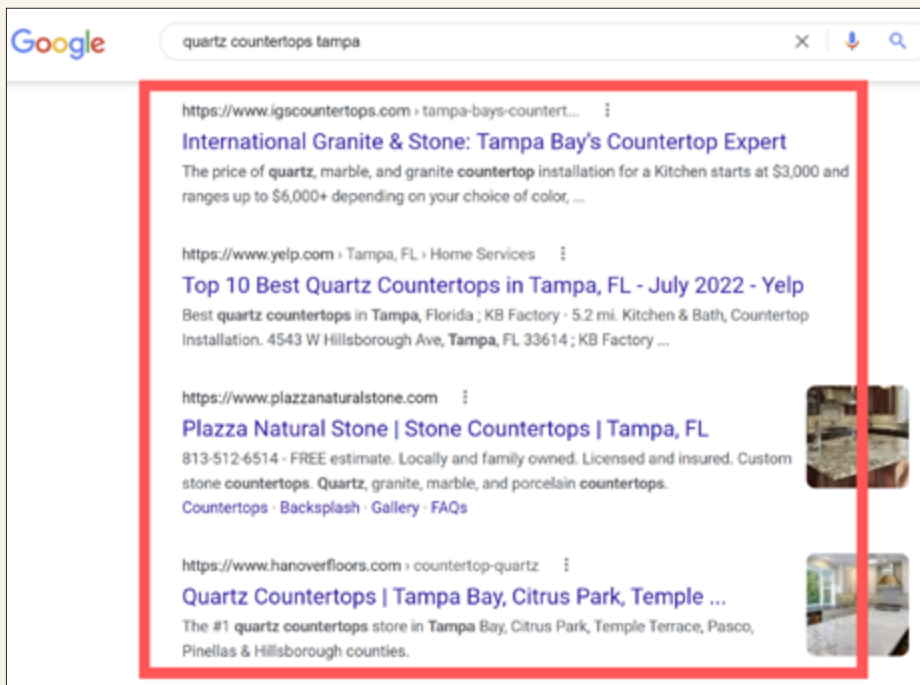 Google
quartz countertops tampa
https://www.igscountertops.com › tampa-bays-countert...
International Granite & Stone: Tampa Bay's Countertop Expert
The price of quartz, marble, and granite countertop installation for a Kitchen starts at $3,000 and
ranges up to $6,000+ depending on your choice of color, ...
https://www.yelp.com › Tampa, FL › Home Services
Top 10 Best Quartz Countertops in Tampa, FL - July 2022 - Yelp
Best quartz countertops in Tampa, Florida ; KB Factory · 5.2 mi. Kitchen & Bath, Countertop
Installation. 4543 W Hillsborough Ave, Tampa, FL 33614 ; KB Factory ...
https://www.plazzanaturalstone.com
Plazza Natural Stone | Stone Countertops | Tampa, FL
813-512-6514 · FREE estimate. Locally and family owned. Licensed and insured. Custom
stone countertops. Quartz, granite, marble, and porcelain countertops.
Countertops · Backsplash · Gallery · FAQs
https://www.hanoverfloors.com › countertop-quartz
Quartz Countertops | Tampa Bay, Citrus Park, Temple ...
The #1 quartz countertops store in Tampa Bay, Citrus Park, Temple Terrace, Pasco,
Pinellas & Hillsborough counties.